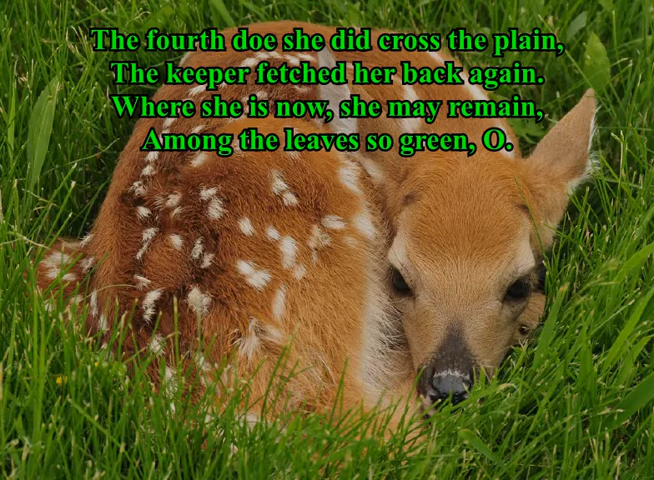 The fourth doe she did cross the plain,
The keeper fetched her back again.
Where she is now, she may remain,
Among the leaves so green, O.